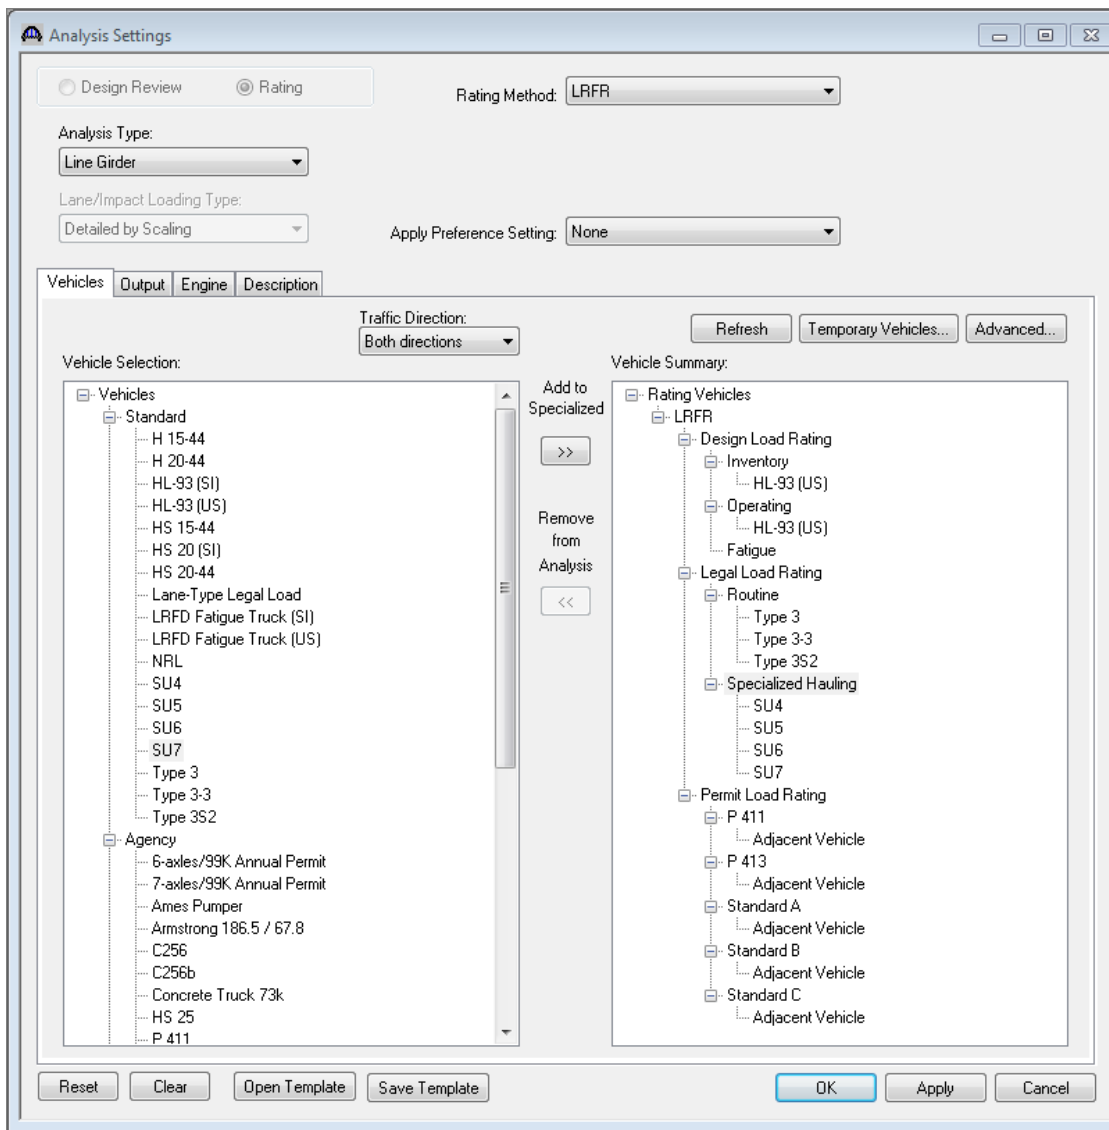 Analysis Settings
Design Review
Rating
Rating Method:
LRFR
Analysis Type:
Line Girder
Lane/Impact Loading Type:
Detailed by Scaling
Apply Preference Setting:
None
Vehicles
Output
Engine
Description
Traffic Direction:
Both directions
Refresh
Temporary Vehicles...
Advanced...
Vehicle Selection:
Vehicles
Standard
H 15-44
H 20-44
HL-93 (SI)
HL-93 (US)
HS 15-44
HS 20 (SI)
HS 20-44
Lane-Type Legal Load
LRFD Fatigue Truck (SI)
LRFD Fatigue Truck (US)
NRL
SU4
SU5
SU6
SU7
Type 3
Type 3-3
Type 3S2
Agency
6-axles/99K Annual Permit
7-axles/99K Annual Permit
Ames Pumper
Armstrong 186.5 / 67.8
C256
C256b
Concrete Truck 73k
HS 25
P 411
Add to
Specialized
>>
Remove
from
Analysis
<<
Vehicle Summary:
Rating Vehicles
LRFR
Design Load Rating
Inventory
HL-93 (US)
Operating
HL-93 (US)
Fatigue
Legal Load Rating
Routine
Type 3
Type 3-3
Type 3S2
Specialized Hauling
SU4
SU5
SU6
SU7
Permit Load Rating
P 411
Adjacent Vehicle
P 413
Adjacent Vehicle
Standard A
Adjacent Vehicle
Standard B
Adjacent Vehicle
Standard C
Adjacent Vehicle
Reset
Clear
Open Template
Save Template
OK
Apply
Cancel